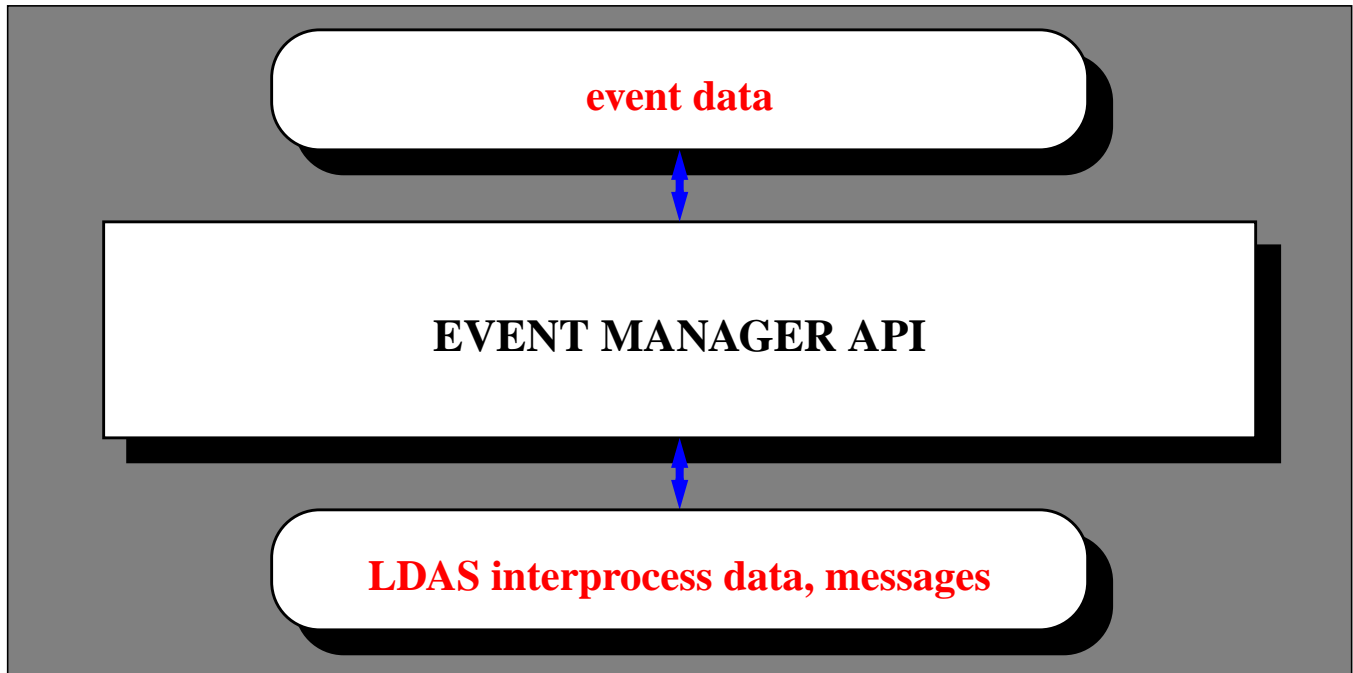 event data
EVENT MANAGER API
LDAS interprocess data, messages